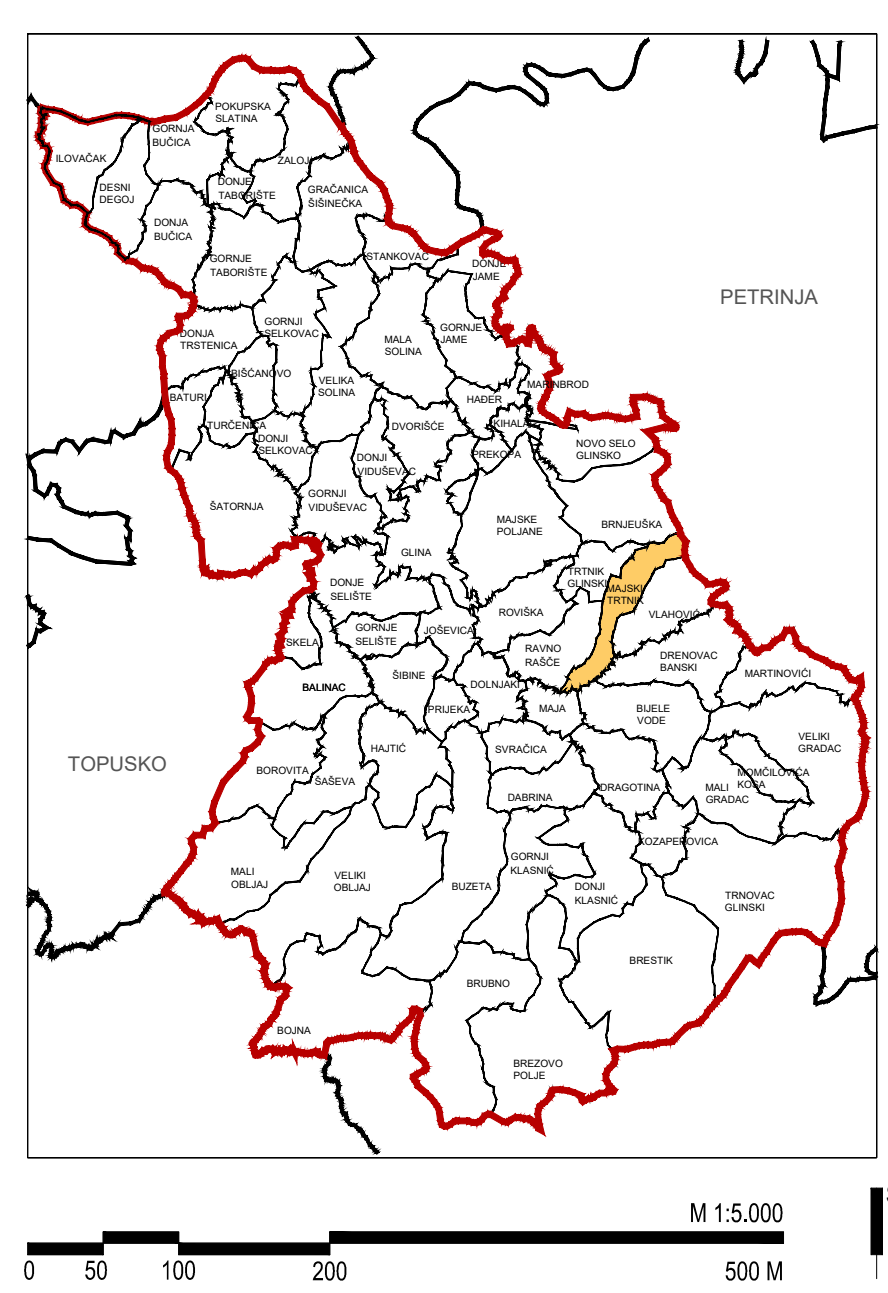 POKUPSKA
SLATINA
GORNJA
BUČICA
ILOVAČAK
ZALOJ
DESNI
DEGOJ
DONJE
TABORIŠTE
GRAČANICA
ŠIŠINEČKA
DONJA
BUČICA
GORNJE
TABORIŠTE
STANKOVAC
DONJE
JAME
PETRINJA
GORNJI
SELKOVAC
DONJA
TRSTENICA
MALA
SOLINA
GORNJE
JAME
BIŠĆANOVO
VELIKA
SOLINA
MARINBROD
BATURI
HAĐER
TURČENICA
DVORIŠĆE
KIHALA
DONJI
SELKOVAC
NOVO SELO
GLINSKO
PREKOPA
DONJI
VIDUŠEVAC
GORNJI
VIDUŠEVAC
ŠATORNJA
MAJSKE
POLJANE
BRNJEUŠKA
GLINA
TRTNIK
GLINSKI
DONJE
SELIŠTE
MAJSKI
TRTNIK
ROVIŠKA
VLAHOVIĆ
GORNJE
SELIŠTE
JOŠEVICA
SKELA
RAVNO
RAŠČE
DRENOVAC
BANSKI
MARTINOVIĆI
ŠIBINE
DOLNJAKI
BALINAC
PRIJEKA
MAJA
BIJELE
VODE
VELIKI
GRADAC
HAJTIĆ
SVRAČICA
TOPUSKO
BOROVITA
ŠAŠEVA
MOMČILOVIĆA
KOSA
DRAGOTINA
MALI
GRADAC
DABRINA
KOZAPEROVICA
GORNJI
KLASNIĆ
MALI
OBLJAJ
VELIKI
OBLJAJ
BUZETA
DONJI
KLASNIĆ
TRNOVAC
GLINSKI
BRESTIK
BRUBNO
BOJNA
BREZOVO
POLJE
M 1:5.000
0 50 100 200 500 M